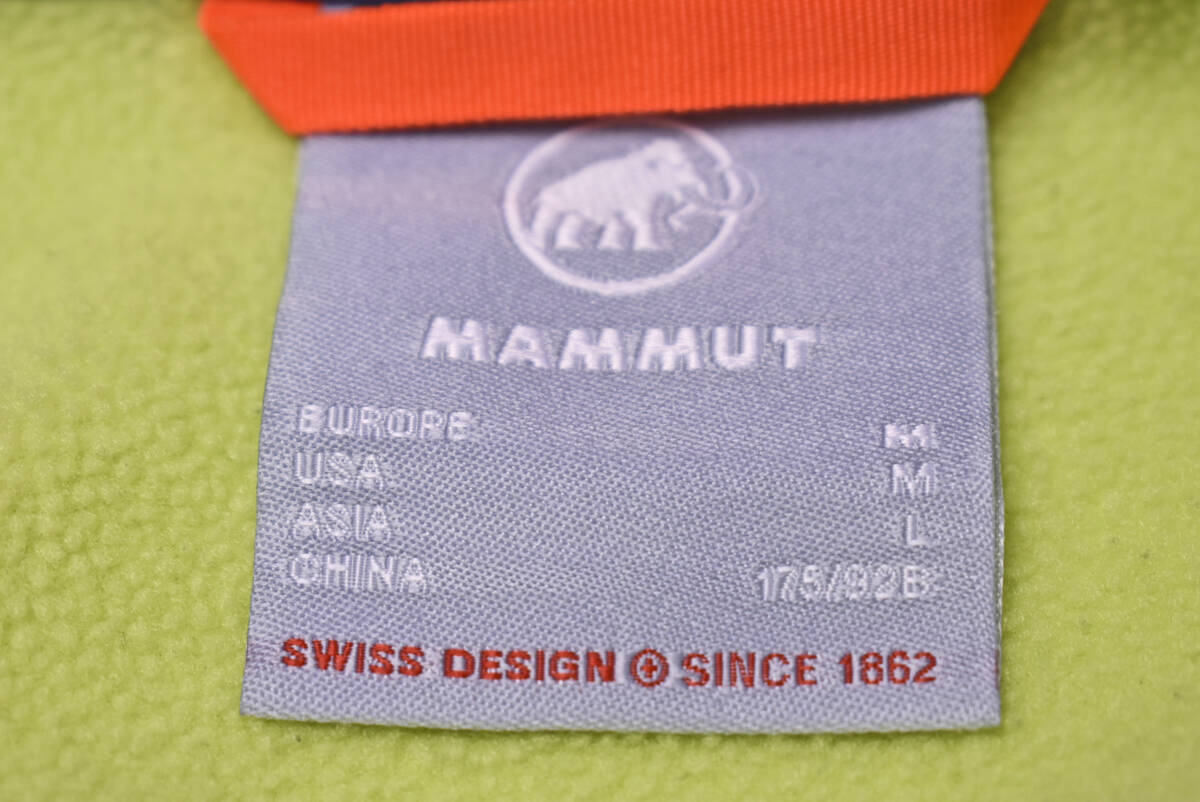 MAMMUT
EUROPE M
USA M
ASIA L
CHINA 175/92B
SWISS DESIGN SINCE 1862